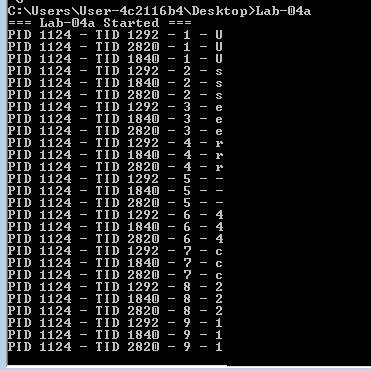 C:\Users\User-4c2116b4\Desktop>Lab-04a
=== Lab-04a Started ===
PID 1124 - TID 1292 - 1 - U
PID 1124 - TID 2820 - 1 - U
PID 1124 - TID 1840 - 1 - U
PID 1124 - TID 1292 - 2 - s
PID 1124 - TID 1840 - 2 - s
PID 1124 - TID 2820 - 2 - s
PID 1124 - TID 1292 - 3 - e
PID 1124 - TID 1840 - 3 - e
PID 1124 - TID 2820 - 3 - e
PID 1124 - TID 1292 - 4 - r
PID 1124 - TID 1840 - 4 - r
PID 1124 - TID 2820 - 4 - r
PID 1124 - TID 1292 - 5 - -
PID 1124 - TID 1840 - 5 - -
PID 1124 - TID 2820 - 5 - -
PID 1124 - TID 1292 - 6 - 4
PID 1124 - TID 1840 - 6 - 4
PID 1124 - TID 2820 - 6 - 4
PID 1124 - TID 1292 - 7 - c
PID 1124 - TID 1840 - 7 - c
PID 1124 - TID 2820 - 7 - c
PID 1124 - TID 1292 - 8 - 2
PID 1124 - TID 1840 - 8 - 2
PID 1124 - TID 2820 - 8 - 2
PID 1124 - TID 1292 - 9 - 1
PID 1124 - TID 1840 - 9 - 1
PID 1124 - TID 2820 - 9 - 1